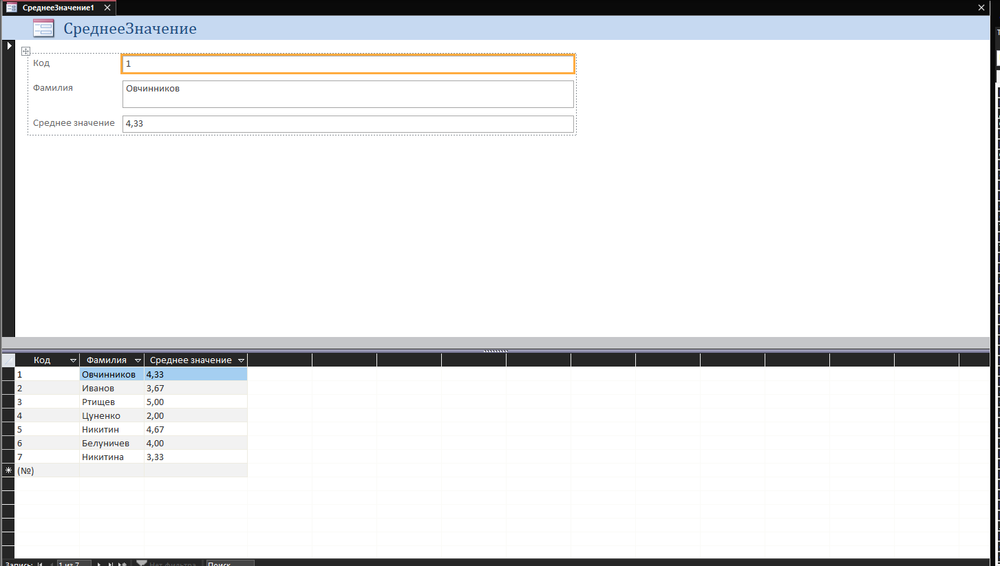 СреднееЗначение1
СреднееЗначение
Код 1
Фамилия Овчинников
Среднее значение 4,33
Код Фамилия Среднее значение
1 Овчинников 4,33
2 Иванов 3,67
3 Ртищев 5,00
4 Цуненко 2,00
5 Никитин 4,67
6 Белуничев 4,00
7 Никитина 3,33
(№)
Запись: 1 из 7 Нет фильтра Поиск